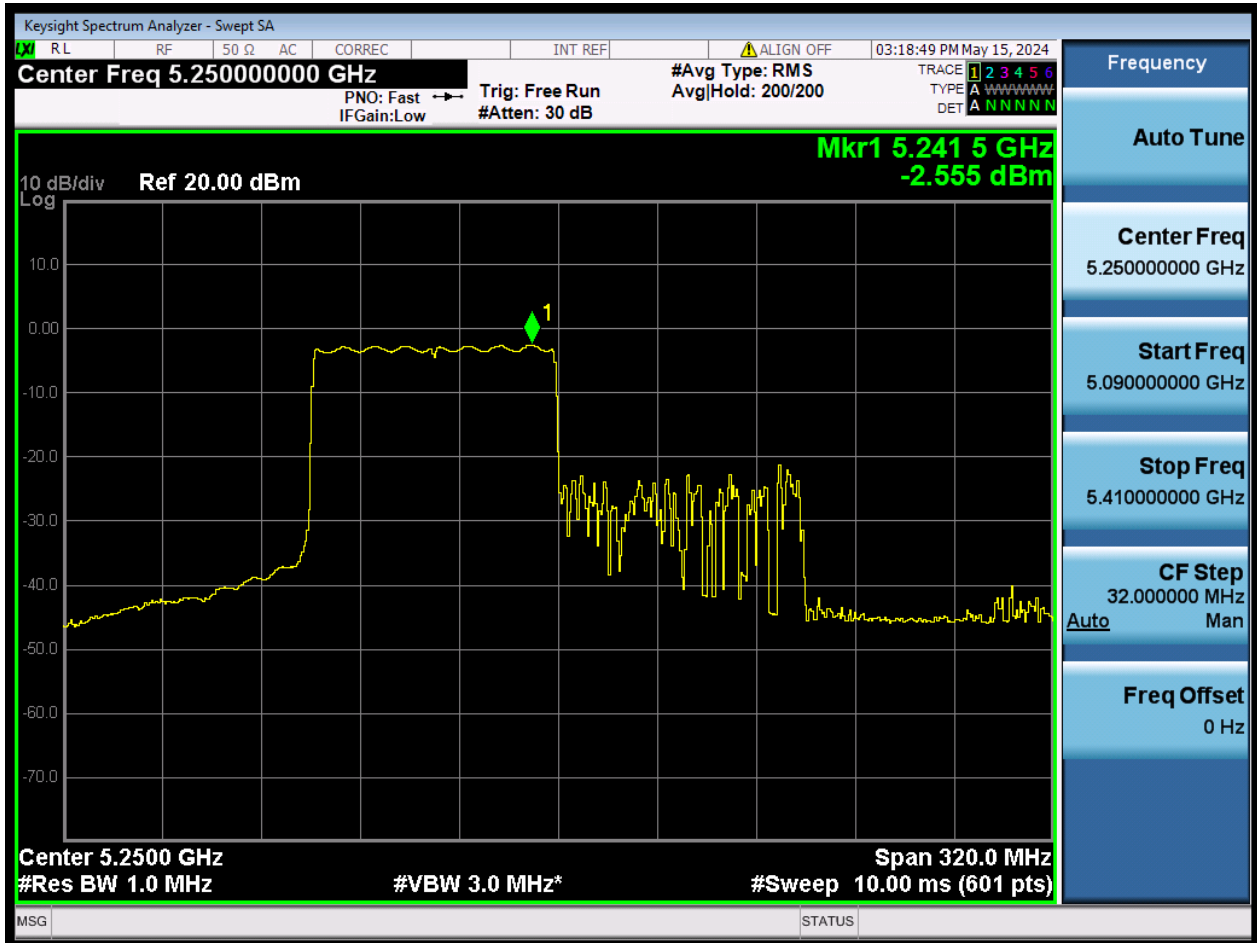 Keysight Spectrum Analyzer - Swept SA
LXI RL RF 50 Ω AC CORREC INT REF ALIGN OFF 03:18:49 PM May 15, 2024
Center Freq 5.250000000 GHz
PNO: Fast
IFGain:Low
Trig: Free Run
#Atten: 30 dB
#Avg Type: RMS
Avg|Hold: 200/200
TRACE 1 2 3 4 5 6
TYPE A WWWWW
DET A N N N N N
Mkr1 5.241 5 GHz
-2.555 dBm
10 dB/div Ref 20.00 dBm
Log
10.0
0.00
-10.0
-20.0
-30.0
-40.0
-50.0
-60.0
-70.0
1
Center 5.2500 GHz
Span 320.0 MHz
#Res BW 1.0 MHz
#VBW 3.0 MHz*
#Sweep 10.00 ms (601 pts)
MSG
STATUS
Frequency
Auto Tune
Center Freq
5.250000000 GHz
Start Freq
5.090000000 GHz
Stop Freq
5.410000000 GHz
CF Step
32.000000 MHz
Auto Man
Freq Offset
0 Hz